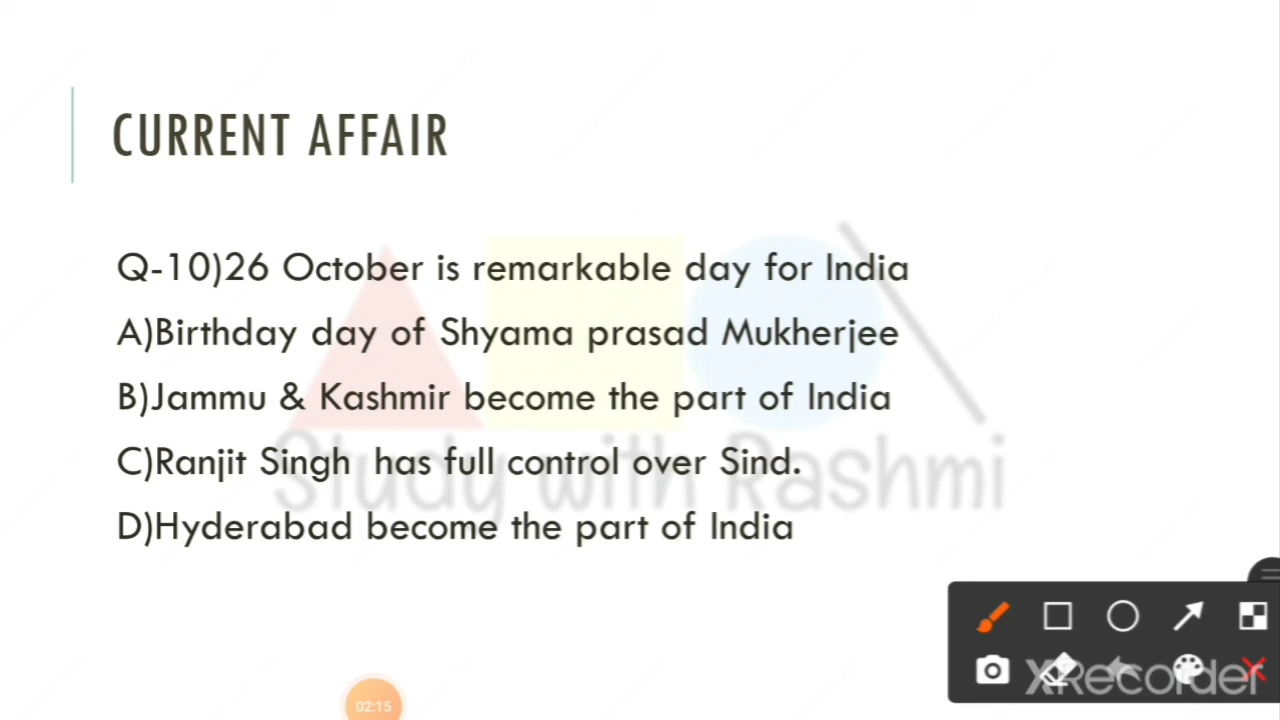 CURRENT AFFAIR
Q-10)26 October is remarkable day for India
A)Birthday day of Shyama prasad Mukherjee
B)Jammu & Kashmir become the part of India
C)Ranjit Singh has full control over Sind.
D)Hyderabad become the part of India
Study with Rashmi
XRecorder
02:15